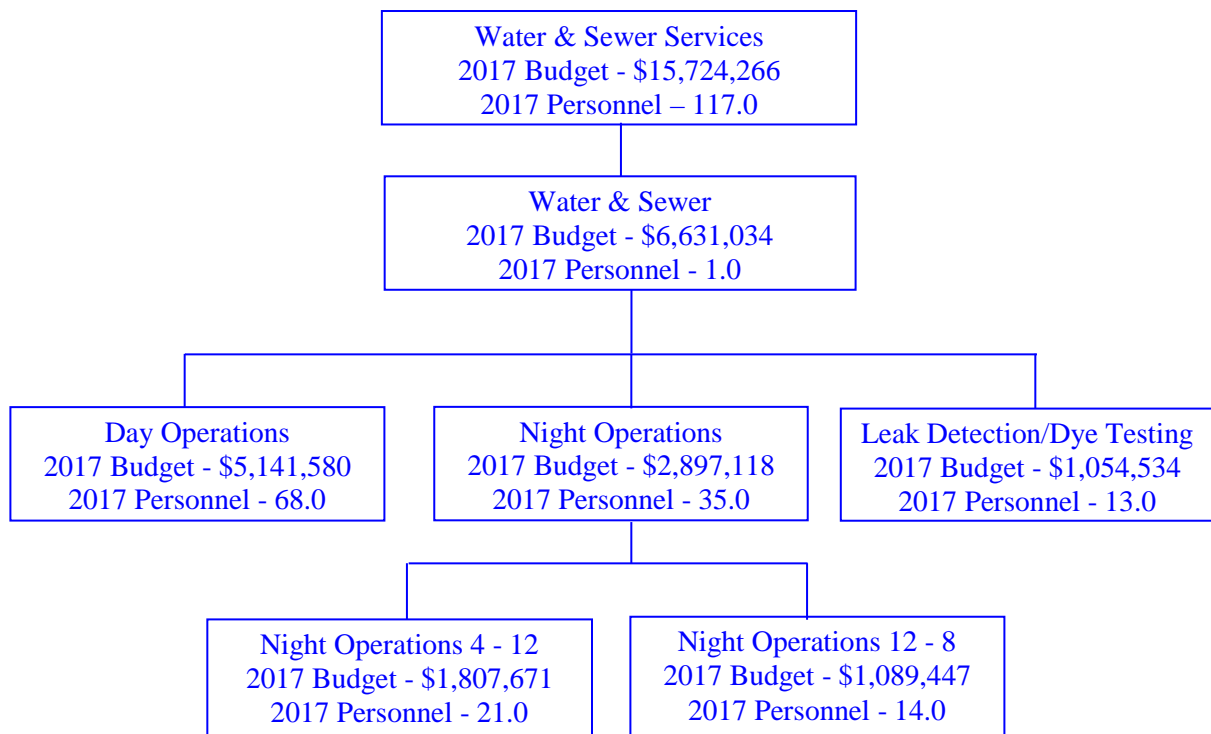 Water & Sewer Services
2017 Budget - $15,724,266
2017 Personnel – 117.0
Water & Sewer
2017 Budget - $6,631,034
2017 Personnel - 1.0
Day Operations
2017 Budget - $5,141,580
2017 Personnel - 68.0
Night Operations
2017 Budget - $2,897,118
2017 Personnel - 35.0
Leak Detection/Dye Testing
2017 Budget - $1,054,534
2017 Personnel - 13.0
Night Operations 4 - 12
2017 Budget - $1,807,671
2017 Personnel - 21.0
Night Operations 12 - 8
2017 Budget - $1,089,447
2017 Personnel - 14.0